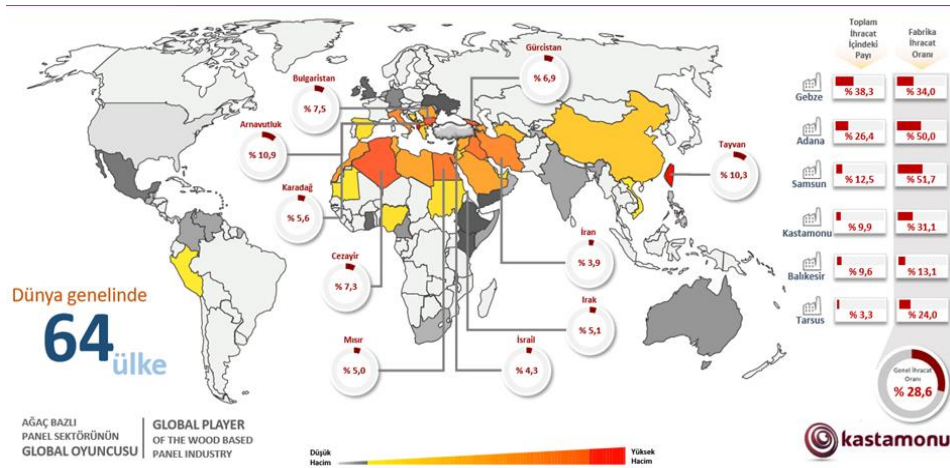 Gürcistan
% 6,9
Bulgaristan
% 7,5
Arnavutluk
% 10,9
Karadağ
% 5,6
Cezayir
% 7,3
Mısır
% 5,0
İsrail
% 4,3
Irak
% 5,1
İran
% 3,9
Tayvan
% 10,3
Dünya genelinde
64 ülke
AĞAÇ BAZLI
PANEL SEKTÖRÜNÜN
GLOBAL OYUNCUSU
GLOBAL PLAYER
OF THE WOOD BASED
PANEL INDUSTRY
Düşük
Hacim
Yüksek
Hacim
Toplam
İhracat
İçindeki
Payı
Fabrika
İhracat
Oranı
Gebze
% 38,3
% 34,0
Adana
% 26,4
% 50,0
Samsun
% 12,5
% 51,7
Kastamonu
% 9,9
% 31,1
Balıkesir
% 9,6
% 13,1
Tarsus
% 3,3
% 24,0
Genel İhracat
Oranı
% 28,6
kastamonu